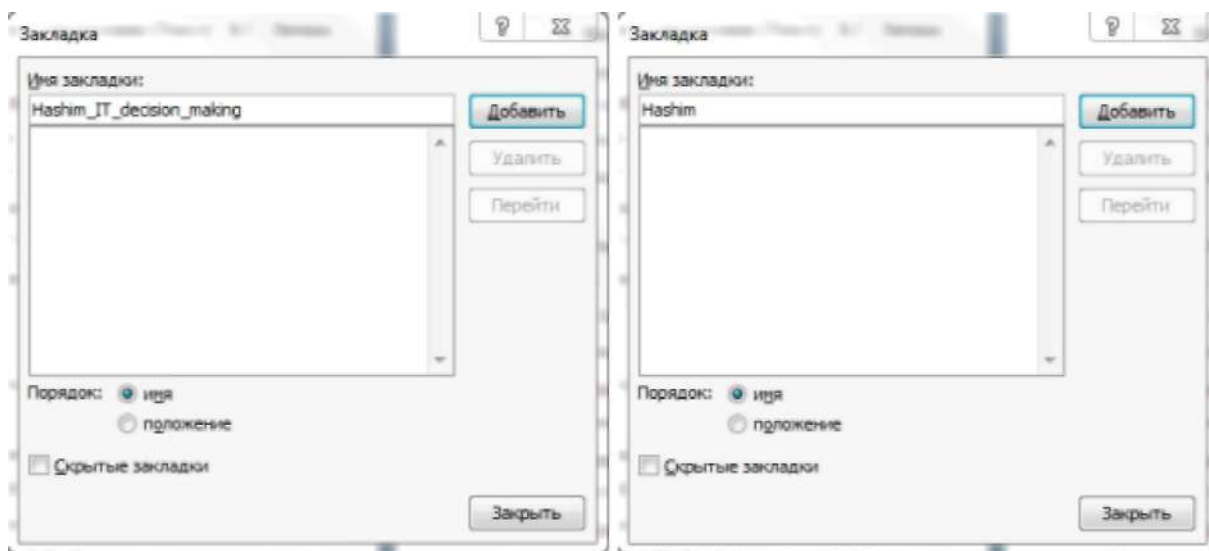 Закладка
Имя закладки:
Hashim_IT_decision_making
Добавить
Удалить
Перейти
Порядок:
имя
положение
Скрытые закладки
Закрыть
Закладка
Имя закладки:
Hashim
Добавить
Удалить
Перейти
Порядок:
имя
положение
Скрытые закладки
Закрыть